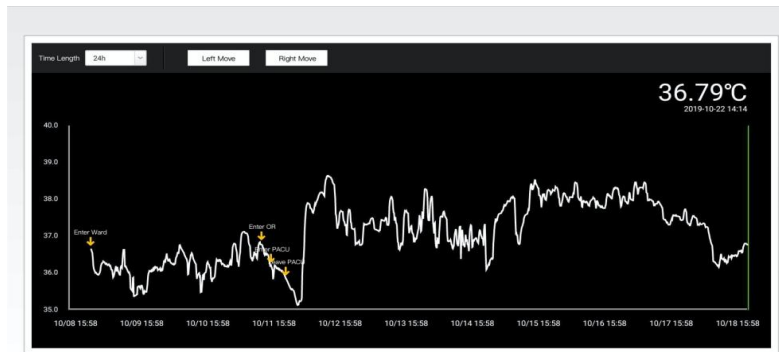 Time Length 24h Left Move Right Move
36.79°C
2019-10-22 14:14
40.0
39.0
38.0
37.0
36.0
35.0
Enter Ward
Enter OR
Enter PACU
Leave PACU
10/08 15:58 10/09 15:58 10/10 15:58 10/11 15:58 10/12 15:58 10/13 15:58 10/14 15:58 10/15 15:58 10/16 15:58 10/17 15:58 10/18 15:58